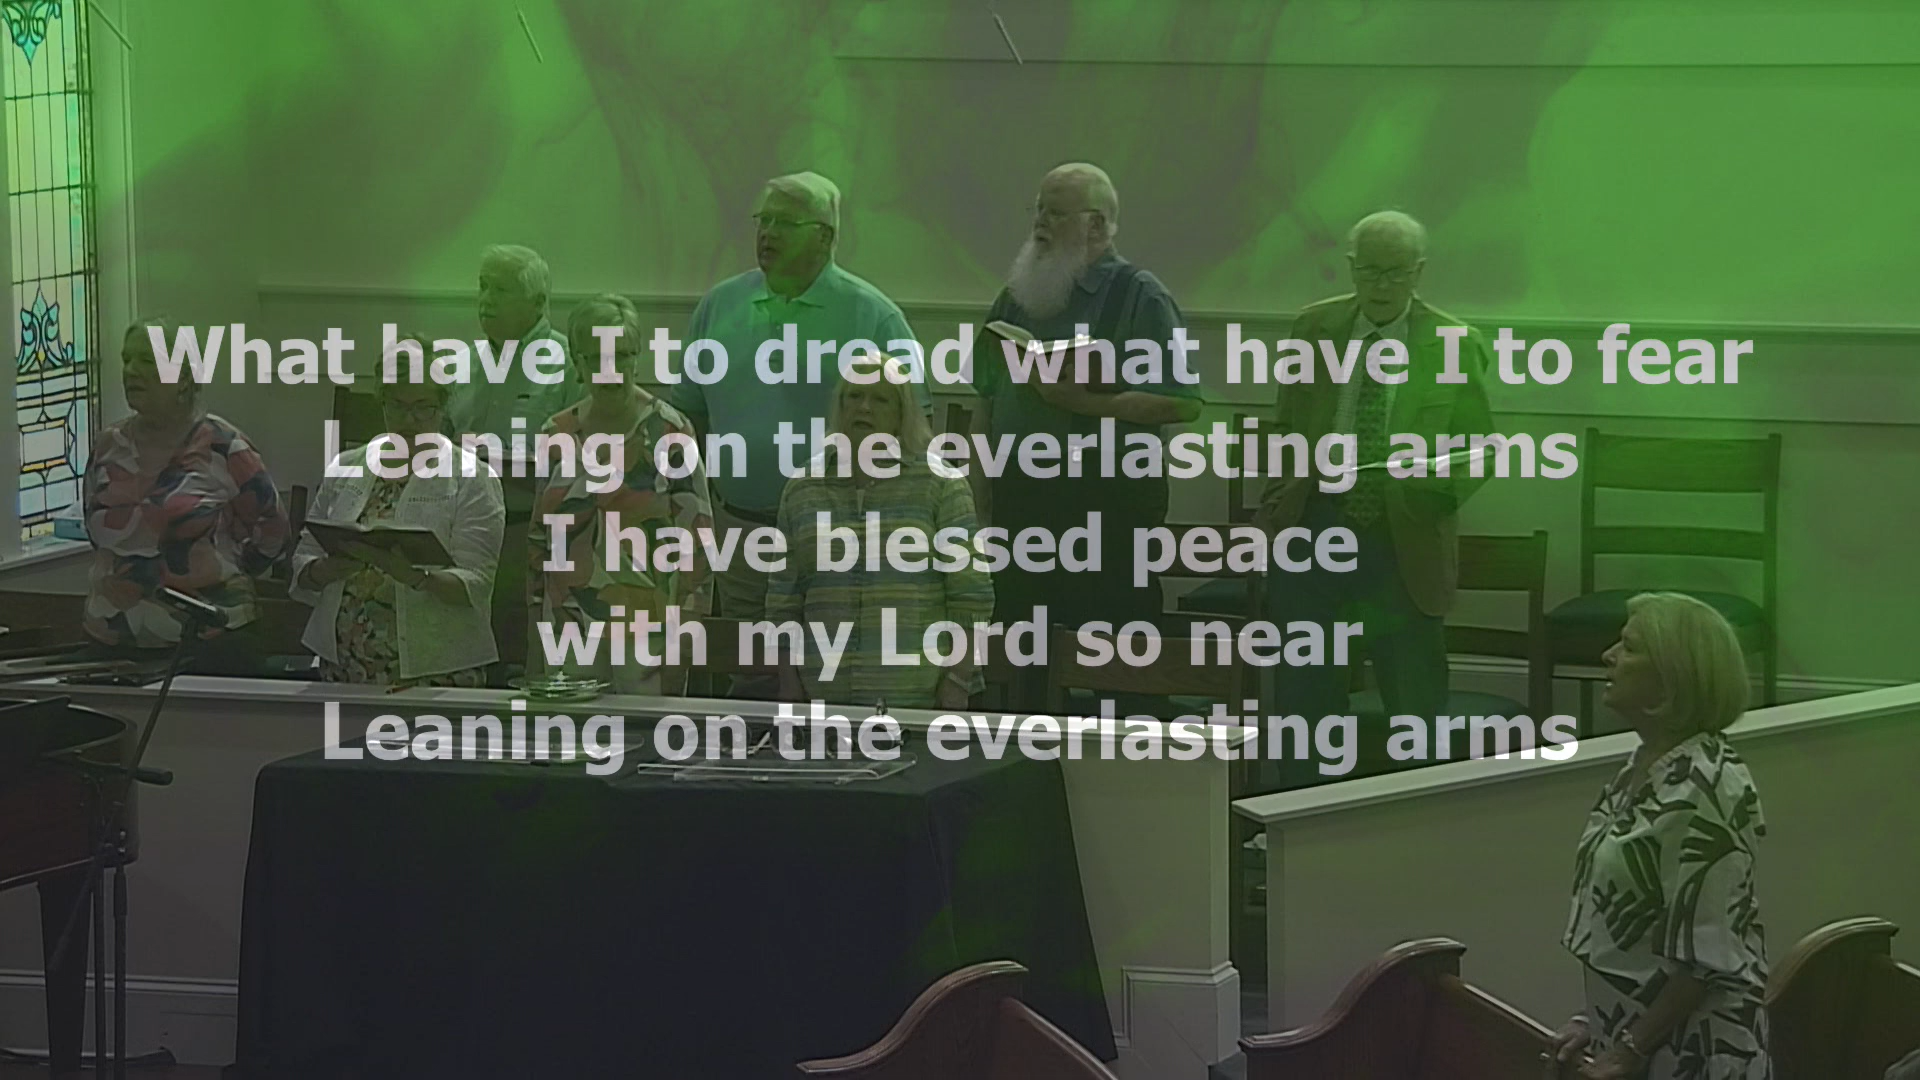 What have I to dread what have I to fear
Leaning on the everlasting arms
I have blessed peace
with my Lord so near
Leaning on the everlasting arms